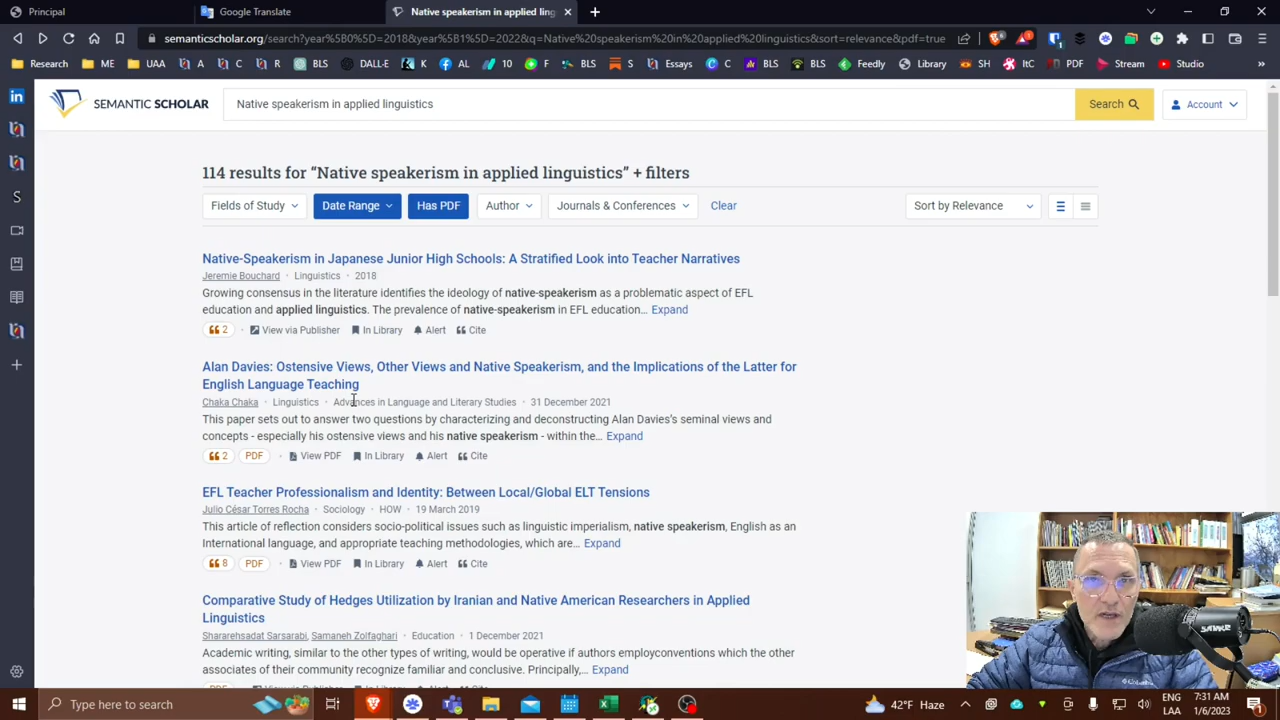 Principal
Google Translate
Native speakerism in applied ling
semanticscholar.org/search?year%5B0%5D=2018&year%5B1%5D=2022&q=Native%20speakerism%20in%20applied%20linguistics&sort=relevance&pdf=true
Research ME UAA A C R BLS DALL-E K AL 10 F BLS S Essays C BLS BLS Feedly Library SH ItC PDF Stream Studio
SEMANTIC SCHOLAR
Native speakerism in applied linguistics
Search
Account
114 results for “Native speakerism in applied linguistics” + filters
Fields of Study Date Range Has PDF Author Journals & Conferences Clear Sort by Relevance
Native-Speakerism in Japanese Junior High Schools: A Stratified Look into Teacher Narratives
Jeremie Bouchard · Linguistics · 2018
Growing consensus in the literature identifies the ideology of native-speakerism as a problematic aspect of EFL
education and applied linguistics. The prevalence of native-speakerism in EFL education… Expand
2 · View via Publisher In Library Alert Cite
Alan Davies: Ostensive Views, Other Views and Native Speakerism, and the Implications of the Latter for
English Language Teaching
Chaka Chaka · Linguistics · Advances in Language and Literary Studies · 31 December 2021
This paper sets out to answer two questions by characterizing and deconstructing Alan Davies’s seminal views and
concepts - especially his ostensive views and his native speakerism - within the… Expand
2 PDF · View PDF In Library Alert Cite
EFL Teacher Professionalism and Identity: Between Local/Global ELT Tensions
Julio César Torres Rocha · Sociology · HOW · 19 March 2019
This article of reflection considers socio-political issues such as linguistic imperialism, native speakerism, English as an
International language, and appropriate teaching methodologies, which are… Expand
8 PDF · View PDF In Library Alert Cite
Comparative Study of Hedges Utilization by Iranian and Native American Researchers in Applied
Linguistics
Shararehsadat Sarsarabi, Samaneh Zolfaghari · Education · 1 December 2021
Academic writing, similar to the other types of writing, would be operative if authors employconventions which the other
associates of their community recognize familiar and conclusive. Principally,… Expand
Type here to search
42°F Haze
ENG
LAA
7:31 AM
1/6/2023